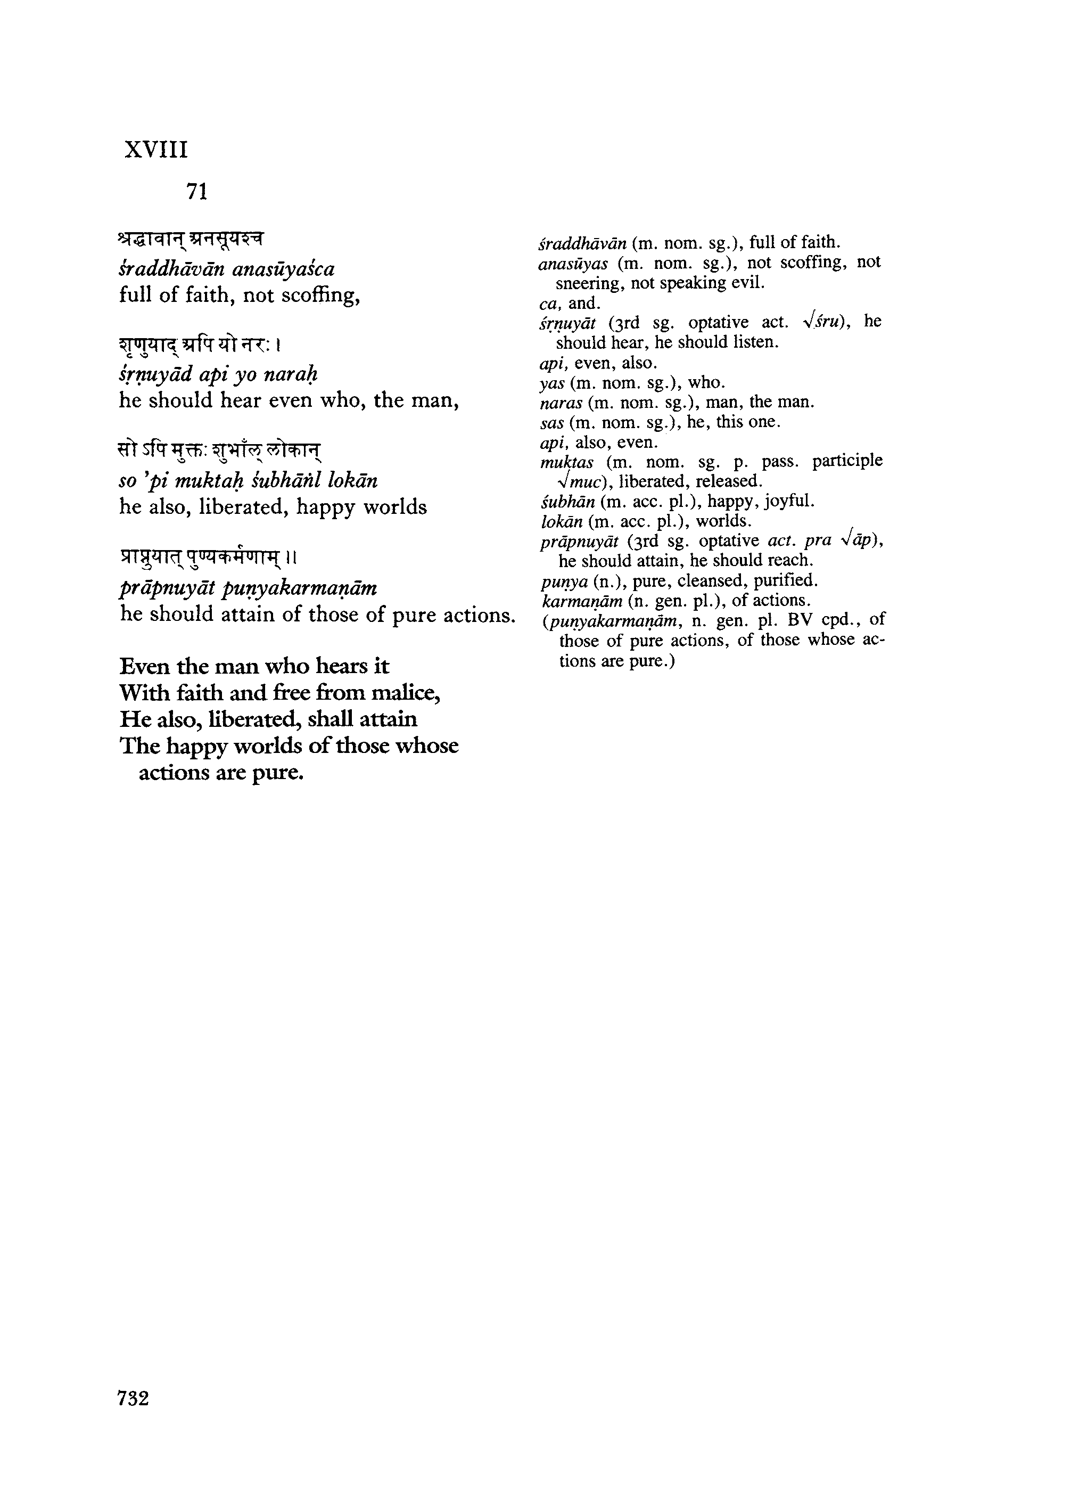 XVIII
71
श्रद्धावान् अनसूयश्च
śraddhāvān anasūyaśca
full of faith, not scoffing,
शृणुयाद् अपि यो नरः ।
śṛṇuyād api yo naraḥ
he should hear even who, the man,
सो ऽपि मुक्तः शुभाँल् लोकान्
so 'pi muktaḥ śubhāṅl lokān
he also, liberated, happy worlds
प्राप्नुयात् पुण्यकर्मणाम् ।।
prāpnuyāt puṇyakarmaṇām
he should attain of those of pure actions.
Even the man who hears it
With faith and free from malice,
He also, liberated, shall attain
The happy worlds of those whose
actions are pure.
śraddhāvān (m. nom. sg.), full of faith.
anasūyas (m. nom. sg.), not scoffing, not
sneering, not speaking evil.
ca, and.
śṛṇuyāt (3rd sg. optative act. √śru), he
should hear, he should listen.
api, even, also.
yas (m. nom. sg.), who.
naras (m. nom. sg.), man, the man.
sas (m. nom. sg.), he, this one.
api, also, even.
muktas (m. nom. sg. p. pass. participle
√muc), liberated, released.
śubhān (m. acc. pl.), happy, joyful.
lokān (m. acc. pl.), worlds.
prāpnuyāt (3rd sg. optative act. pra √āp),
he should attain, he should reach.
puṇya (n.), pure, cleansed, purified.
karmaṇām (n. gen. pl.), of actions.
(puṇyakarmaṇām, n. gen. pl. BV cpd., of
those of pure actions, of those whose ac-
tions are pure.)
732